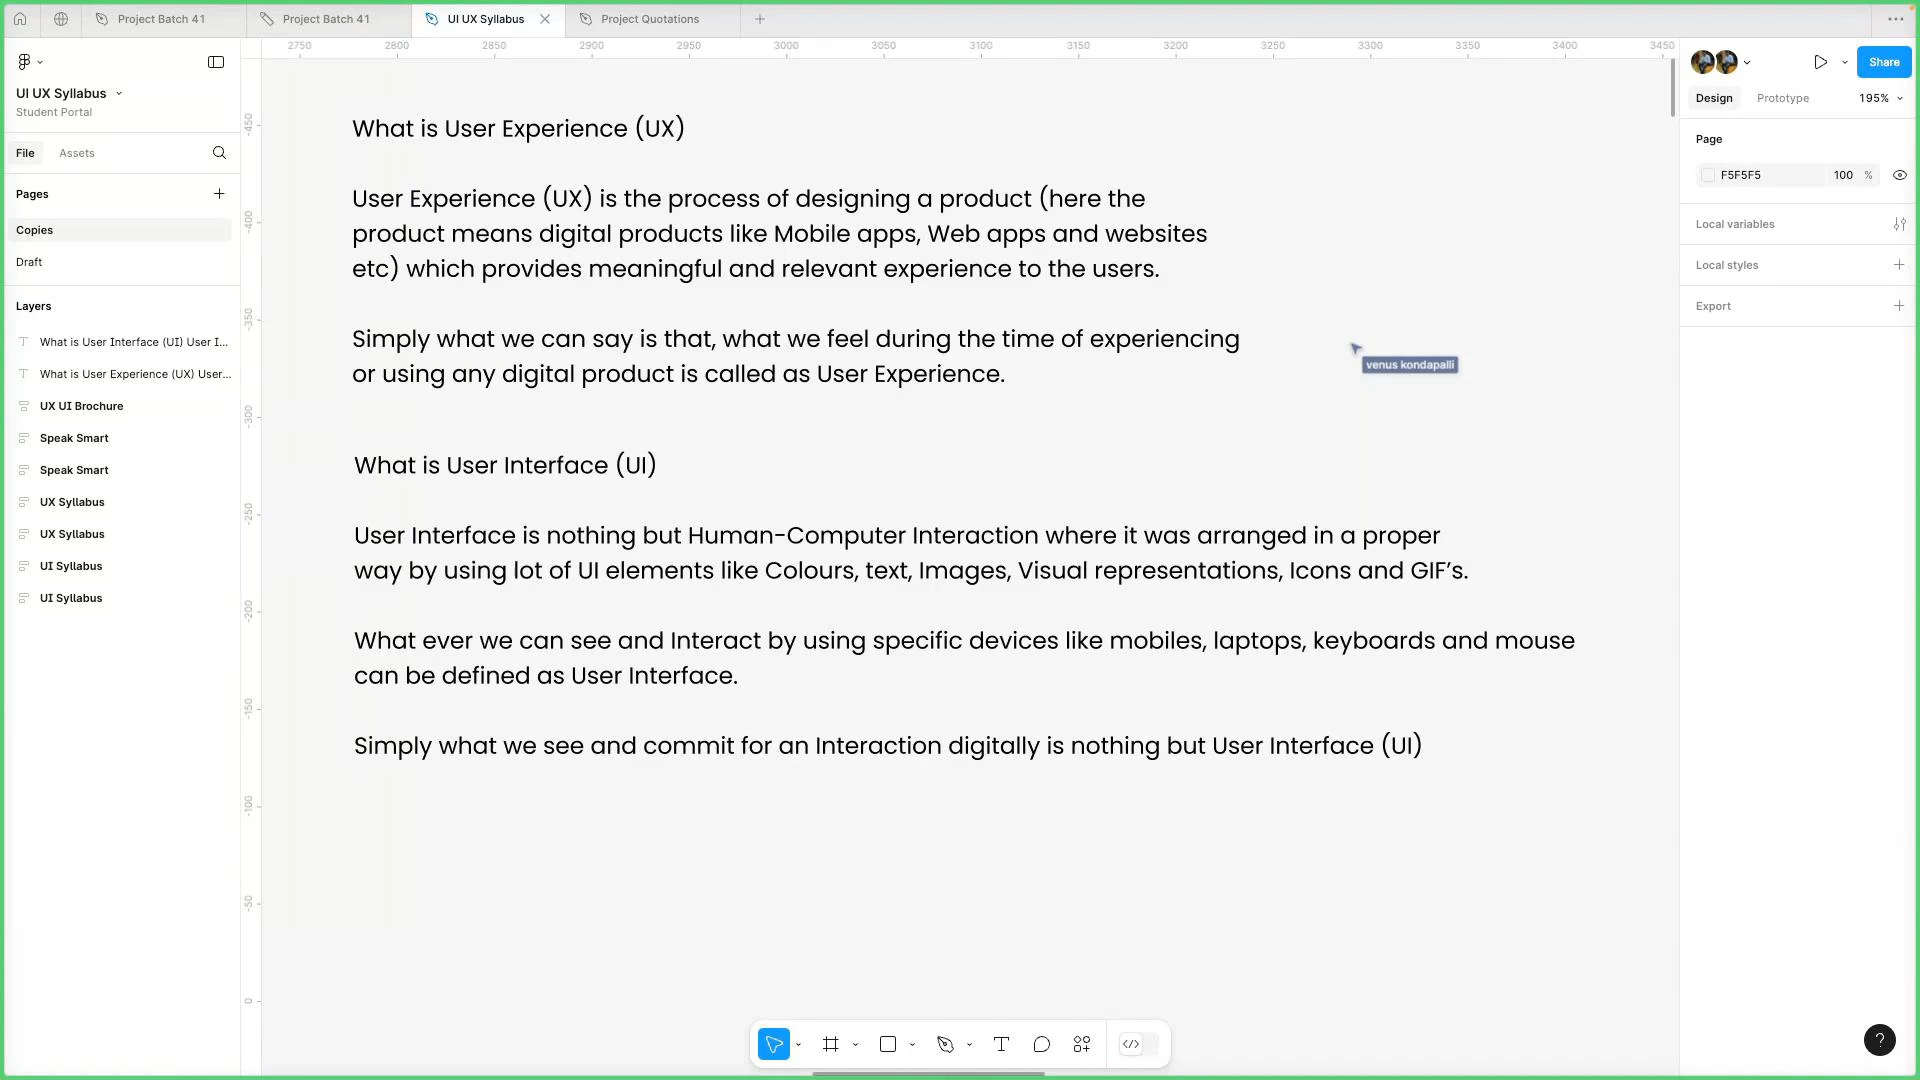 Project Batch 41
Project Batch 41
UI UX Syllabus
Project Quotations
2750 2800 2850 2900 2950 3000 3050 3100 3150 3200 3250 3300 3350 3400 3450
UI UX Syllabus
Student Portal
File
Assets
Pages
Copies
Draft
Layers
What is User Interface (UI) User I...
What is User Experience (UX) User...
UX UI Brochure
Speak Smart
Speak Smart
UX Syllabus
UX Syllabus
UI Syllabus
UI Syllabus
-450
-400
-350
-300
-250
-200
-150
-100
-50
0
What is User Experience (UX)
User Experience (UX) is the process of designing a product (here the
product means digital products like Mobile apps, Web apps and websites
etc) which provides meaningful and relevant experience to the users.
Simply what we can say is that, what we feel during the time of experiencing
or using any digital product is called as User Experience.
venus kondapalli
What is User Interface (UI)
User Interface is nothing but Human-Computer Interaction where it was arranged in a proper
way by using lot of UI elements like Colours, text, Images, Visual representations, Icons and GIF’s.
What ever we can see and Interact by using specific devices like mobiles, laptops, keyboards and mouse
can be defined as User Interface.
Simply what we see and commit for an Interaction digitally is nothing but User Interface (UI)
Share
Design
Prototype
195%
Page
F5F5F5
100 %
Local variables
Local styles
Export
?